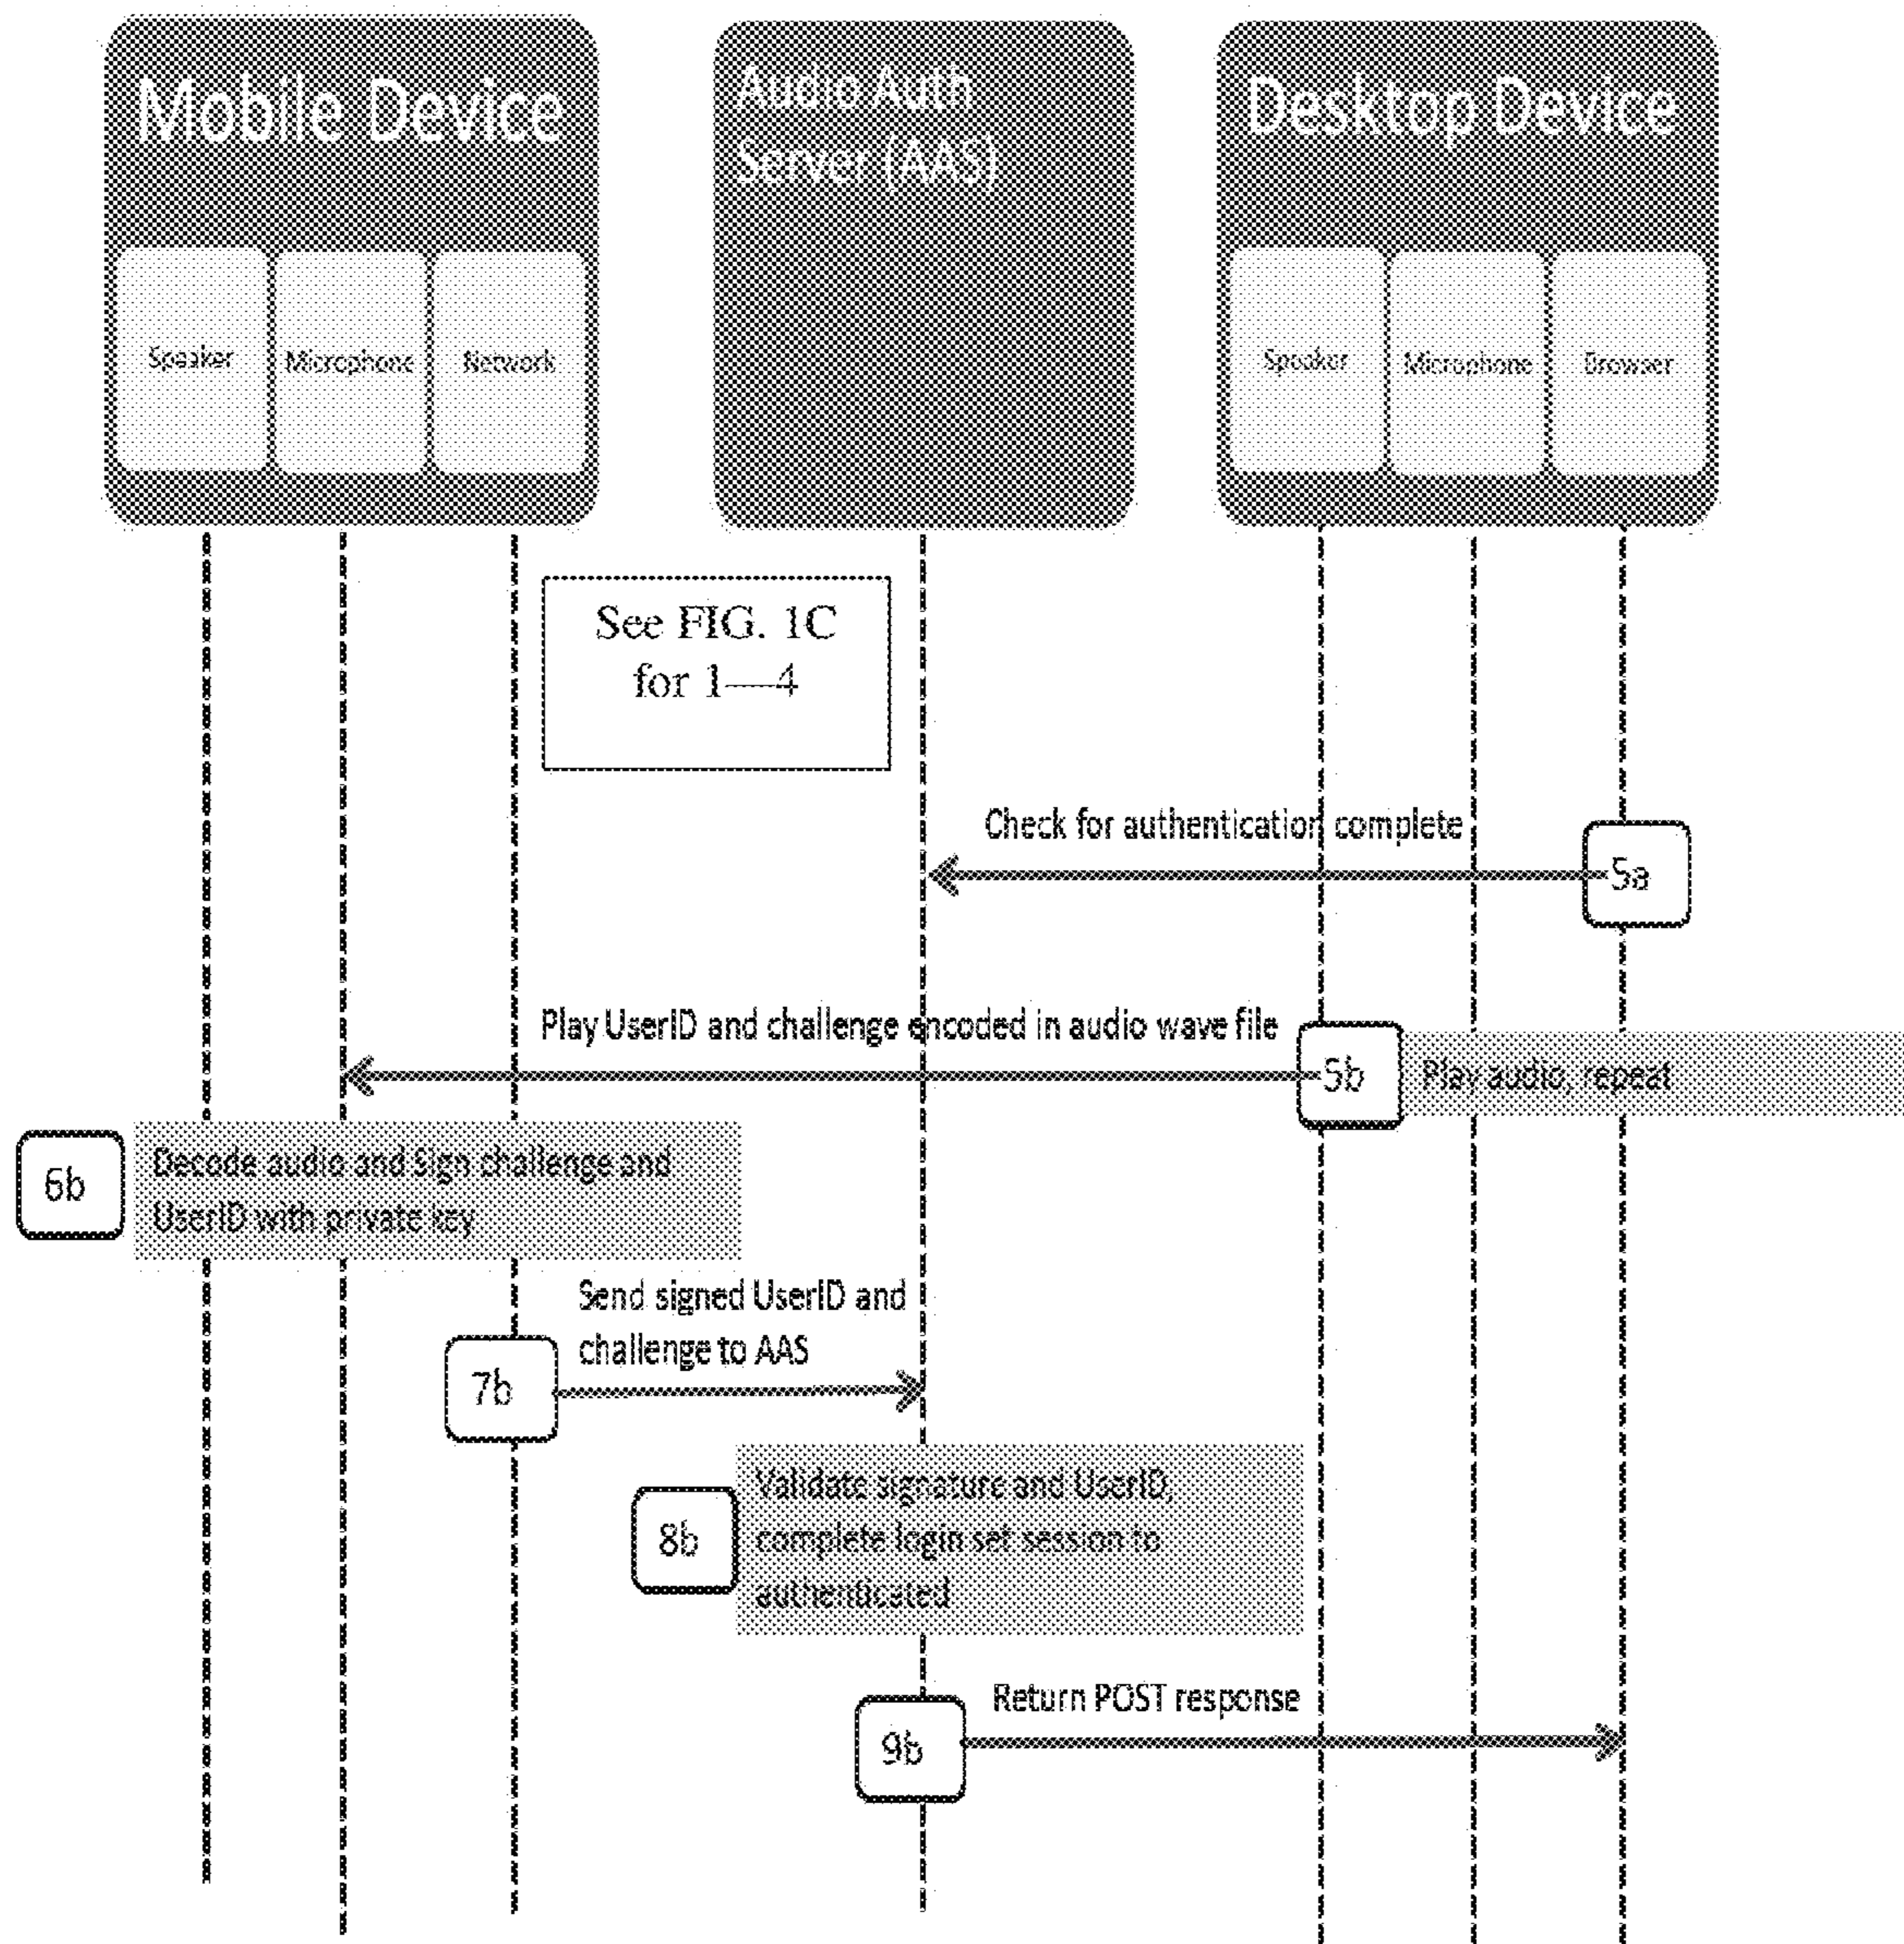 Mobile Device
Audio Auth
Server (AAS)
Desktop Device
Speaker
Microphone
Network
Speaker
Microphone
Browser
See FIG. 1C
for 1—4
Check for authentication complete
5a
Play UserID and challenge encoded in audio wave file
5b
Play audio, repeat
6b
Decode audio and Sign challenge and
UserID with private key
Send signed UserID and
challenge to AAS
7b
8b
Validate signature and UserID,
complete login set session to
authenticated
Return POST response
9b